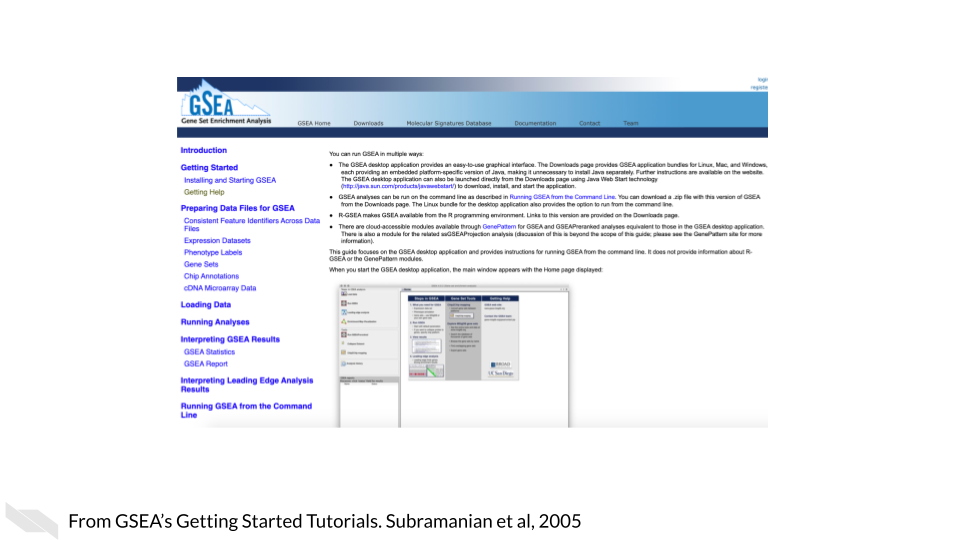 login
registe
GSEA
Gene Set Enrichment Analysis
GSEA Home
Downloads
Molecular Signatures Database
Documentation
Contact
Team
Introduction
Getting Started
Installing and Starting GSEA
Getting Help
Preparing Data Files for GSEA
Consistent Feature Identifiers Across Data
Files
Expression Datasets
Phenotype Labels
Gene Sets
Chip Annotations
cDNA Microarray Data
Loading Data
Running Analyses
Interpreting GSEA Results
GSEA Statistics
GSEA Report
Interpreting Leading Edge Analysis
Results
Running GSEA from the Command
Line
You can run GSEA in multiple ways:
• The GSEA desktop application provides an easy-to-use graphical interface. The Downloads page provides GSEA application bundles for Linux, Mac, and Windows,
each providing an embedded platform-specific version of Java, making it unnecessary to install Java separately. Further instructions are available on the website.
The GSEA desktop application can also be launched directly from the Downloads page using Java Web Start technology
(http://java.sun.com/products/javawebstart/) to download, install, and start the application.
• GSEA analyses can be run on the command line as described in Running GSEA from the Command Line. You can download a .zip file with this version of GSEA
from the Downloads page. The Linux bundle for the desktop application also provides the option to run from the command line.
• R-GSEA makes GSEA available from the R programming environment. Links to this version are provided on the Downloads page.
• There are cloud-accessible modules available through GenePattern for GSEA and GSEAPreranked analyses equivalent to those in the GSEA desktop application.
There is also a module for the related ssGSEAProjection analysis (discussion of this is beyond the scope of this guide; please see the GenePattern site for more
information).
This guide focuses on the GSEA desktop application and provides instructions for running GSEA from the command line. It does not provide information about R-
GSEA or the GenePattern modules.
When you start the GSEA desktop application, the main window appears with the Home page displayed:
Steps in GSEA
Gene Set Tools
Getting Help
BROAD
UC San Diego
From GSEA's Getting Started Tutorials. Subramanian et al, 2005